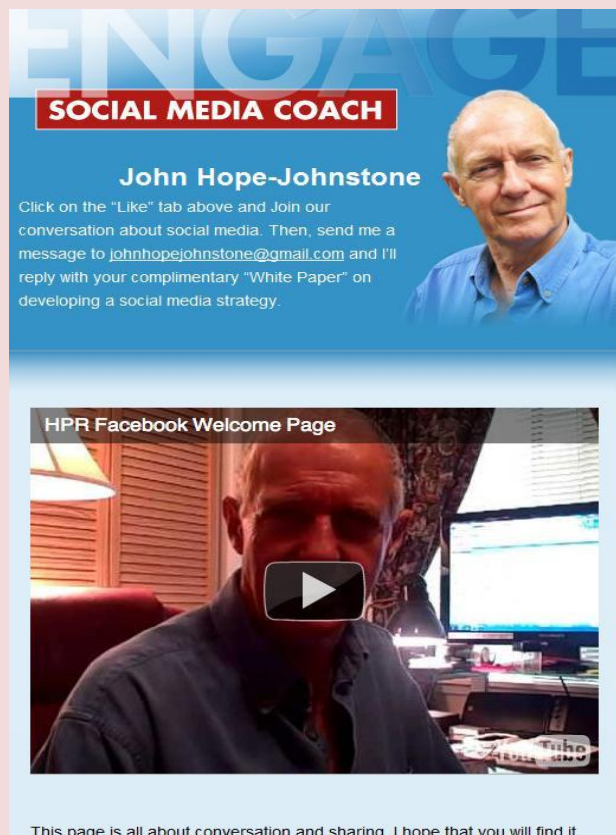 ENGAGE
SOCIAL MEDIA COACH
John Hope-Johnstone
Click on the “Like” tab above and Join our
conversation about social media. Then, send me a
message to johnhopejohnstone@gmail.com and I’ll
reply with your complimentary “White Paper” on
developing a social media strategy.
HPR Facebook Welcome Page
YouTube
This page is all about conversation and sharing. I hope that you will find it